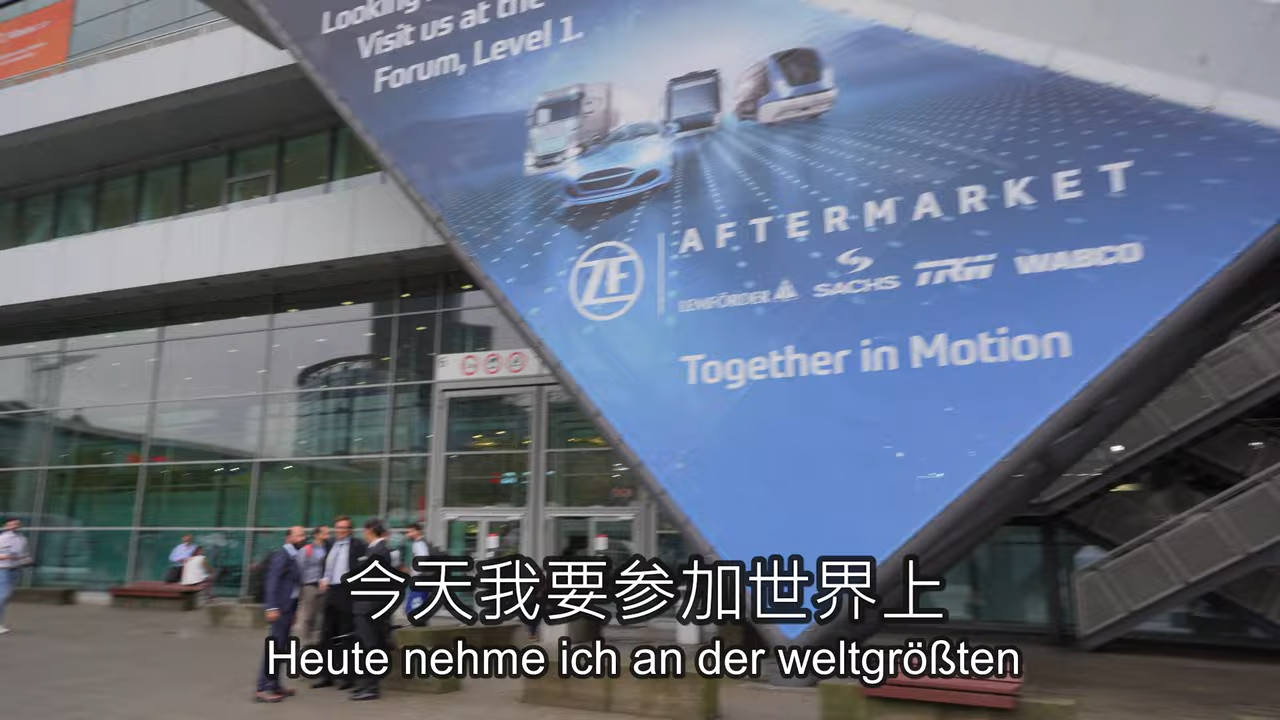 Looking
Visit us at the
Forum, Level 1.
ZF
AFTERMARKET
LEMFÖRDER SACHS TRW WABCO
Together in Motion
今天我要参加世界上
Heute nehme ich an der weltgrößten